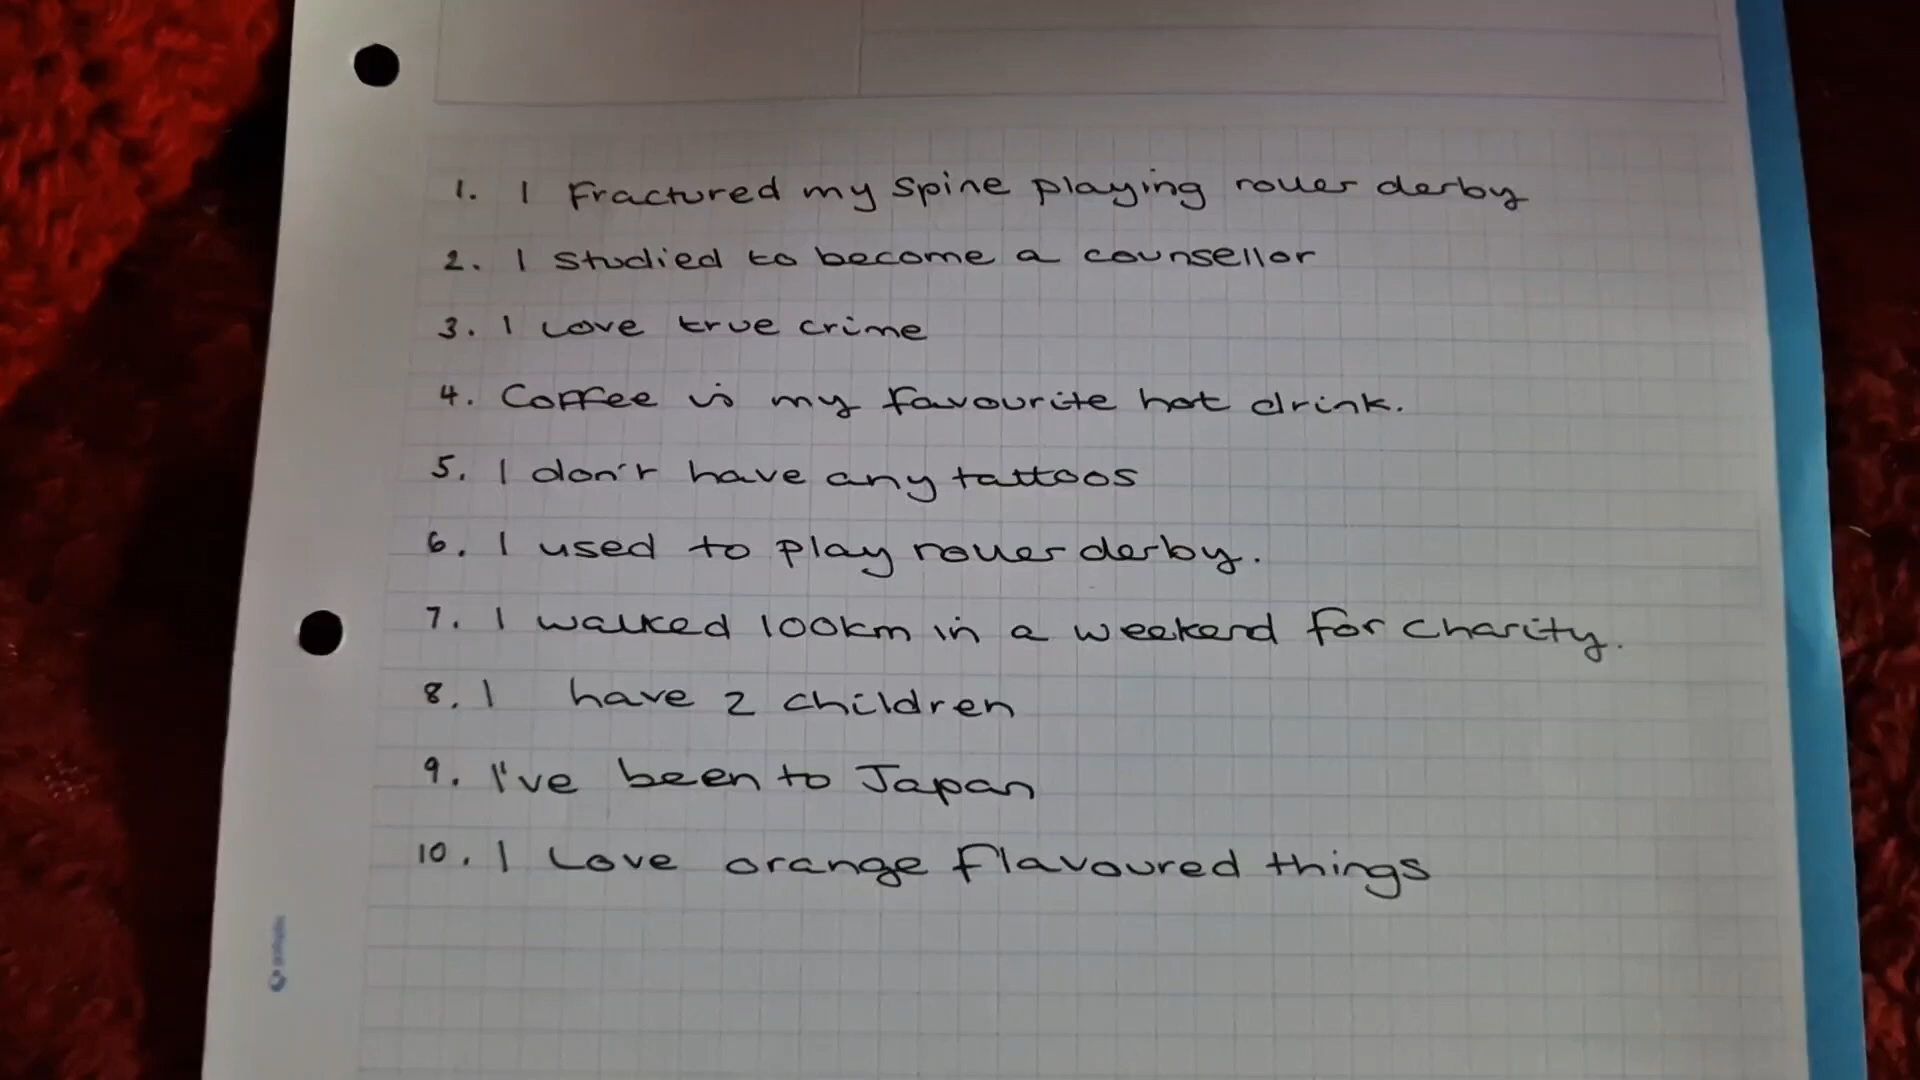 1. I Fractured my spine playing roller derby
2. I studied to become a counsellor
3. I Love true crime
4. Coffee is my favourite hot drink.
5. I don't have any tattoos
6. I used to play roller derby.
7. I walked 100km in a weekend for charity.
8. I have 2 children
9. I've been to Japan
10. I Love orange flavoured things